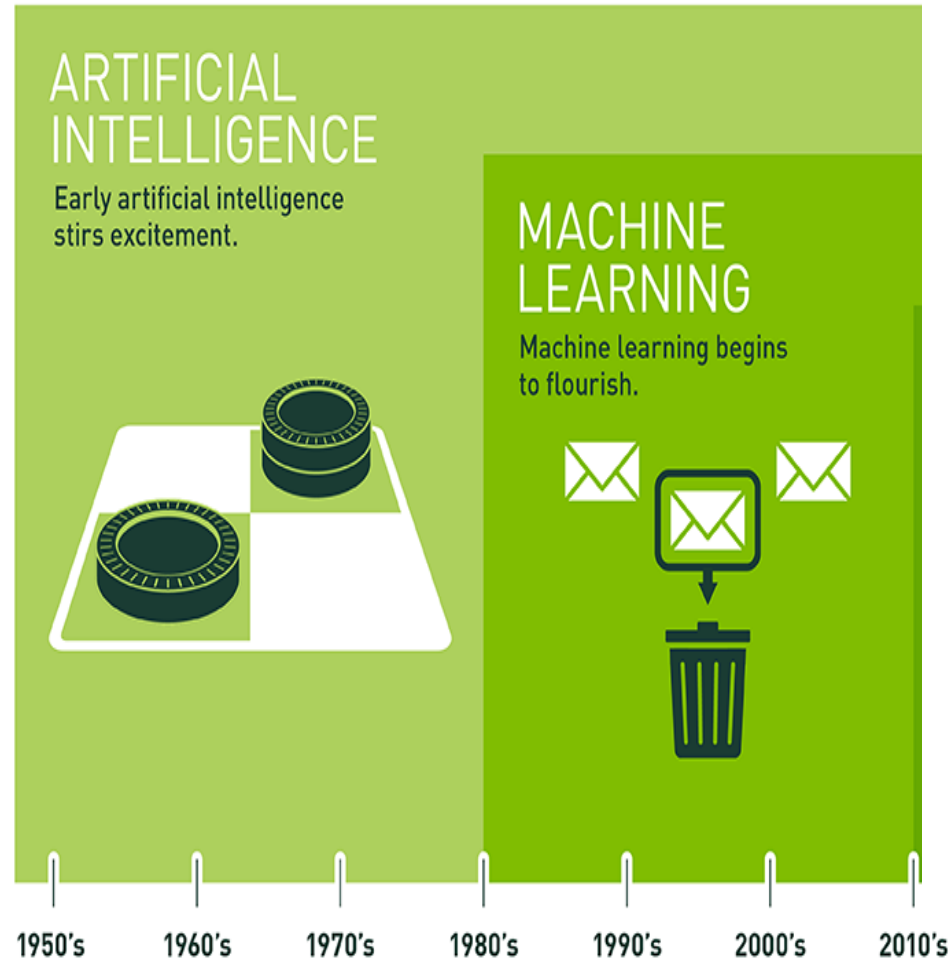 ARTIFICIAL
INTELLIGENCE
Early artificial intelligence
stirs excitement.
MACHINE
LEARNING
Machine learning begins
to flourish.
1950's
1960's
1970's
1980's
1990's
2000's
2010's